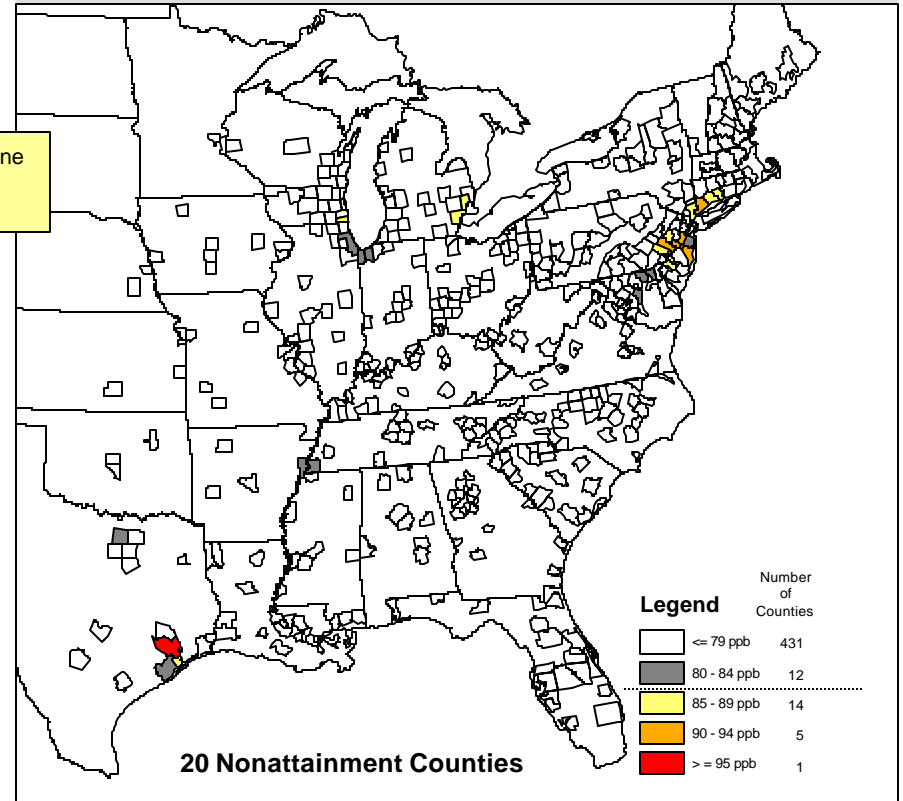 ne
Number
of
Counties
Legend
<= 79 ppb 431
80 - 84 ppb 12
85 - 89 ppb 14
90 - 94 ppb 5
> = 95 ppb 1
20 Nonattainment Counties